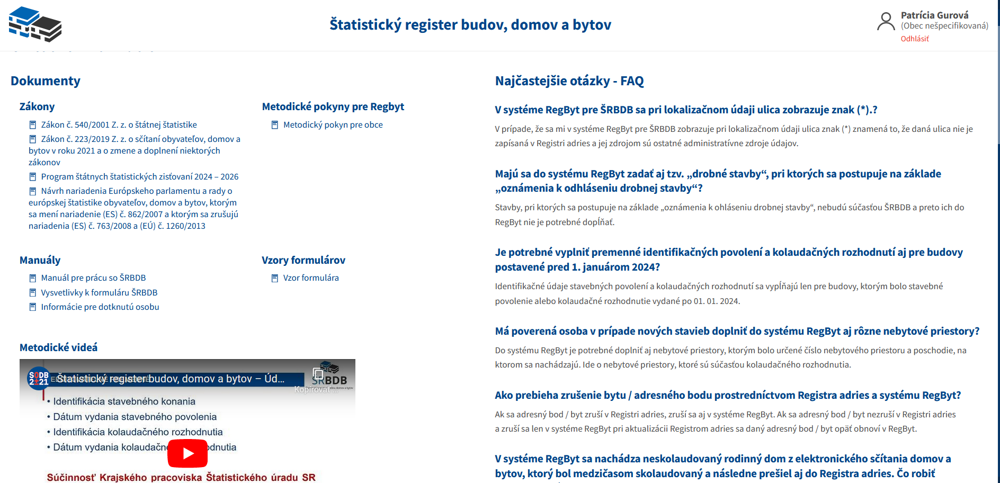 Štatistický register budov, domov a bytov
Patrícia Gurová
(Obec nešpecifikovaná)
Odhlásiť
Dokumenty
Zákony
Zákon č. 540/2001 Z. z. o štátnej štatistike
Zákon č. 223/2019 Z. z. o sčítaní obyvateľov, domov a
bytov v roku 2021 a o zmene a doplnení niektorých
zákonov
Program štátnych štatistických zisťovaní 2024 – 2026
Návrh nariadenia Európskeho parlamentu a rady o
európskej štatistike obyvateľov, domov a bytov, ktorým
sa mení nariadenie (ES) č. 862/2007 a ktorým sa zrušujú
nariadenia (ES) č. 763/2008 a (EÚ) č. 1260/2013
Metodické pokyny pre Regbyt
Metodický pokyn pre obce
Manuály
Manuál pre prácu so ŠRBDB
Vysvetlivky k formuláru ŠRBDB
Informácie pre dotknutú osobu
Vzory formulárov
Vzor formulára
Metodické videá
SODB
2021
Štatistický register budov, domov a bytov – Úd...
ŠRBDB
Kopírovať ...
• Identifikácia stavebného konania
• Dátum vydania stavebného povolenia
• Identifikácia kolaudačného rozhodnutia
• Dátum vydania
Súčinnosť Krajského pracoviska Štatistického úradu SR
Najčastejšie otázky - FAQ
V systéme RegByt pre ŠRBDB sa pri lokalizačnom údaji ulica zobrazuje znak (*).?
V prípade, že sa mi v systéme RegByt pre ŠRBDB zobrazuje pri lokalizačnom údaji ulica znak (*) znamená to, že daná ulica nie je
zapísaná v Registri adries a jej zdrojom sú ostatné administratívne zdroje údajov.
Majú sa do systému RegByt zadať aj tzv. „drobné stavby“, pri ktorých sa postupuje na základe
„oznámenia k odhláseniu drobnej stavby“?
Stavby, pri ktorých sa postupuje na základe „oznámenia k ohláseniu drobnej stavby“, nebudú súčasťou ŠRBDB a preto ich do
RegByt nie je potrebné dopĺňať.
Je potrebné vyplniť premenné identifikačných povolení a kolaudačných rozhodnutí aj pre budovy
postavené pred 1. januárom 2024?
Identifikačné údaje stavebných povolení a kolaudačných rozhodnutí sa vypĺňajú len pre budovy, ktorým bolo stavebné
povolenie alebo kolaudačné rozhodnutie vydané po 01. 01. 2024.
Má poverená osoba v prípade nových stavieb doplniť do systému RegByt aj rôzne nebytové priestory?
Do systému RegByt je potrebné doplniť aj nebytové priestory, ktorým bolo určené číslo nebytového priestoru a poschodie, na
ktorom sa nachádzajú. Ide o nebytové priestory, ktoré sú súčasťou kolaudačného rozhodnutia.
Ako prebieha zrušenie bytu / adresného bodu prostredníctvom Registra adries a systému RegByt?
Ak sa adresný bod / byt zruší v Registri adries, zruší sa aj v systéme RegByt. Ak sa adresný bod / byt nezruší v Registri adries
a zruší sa len v systéme RegByt pri aktualizácii Registrom adries sa daný adresný bod / byt opäť obnoví v RegByt.
V systéme RegByt sa nachádza neskolaudovaný rodinný dom z elektronického sčítania domov a
bytov, ktorý bol medzičasom skolaudovaný a následne prešiel aj do Registra adries. Čo robiť